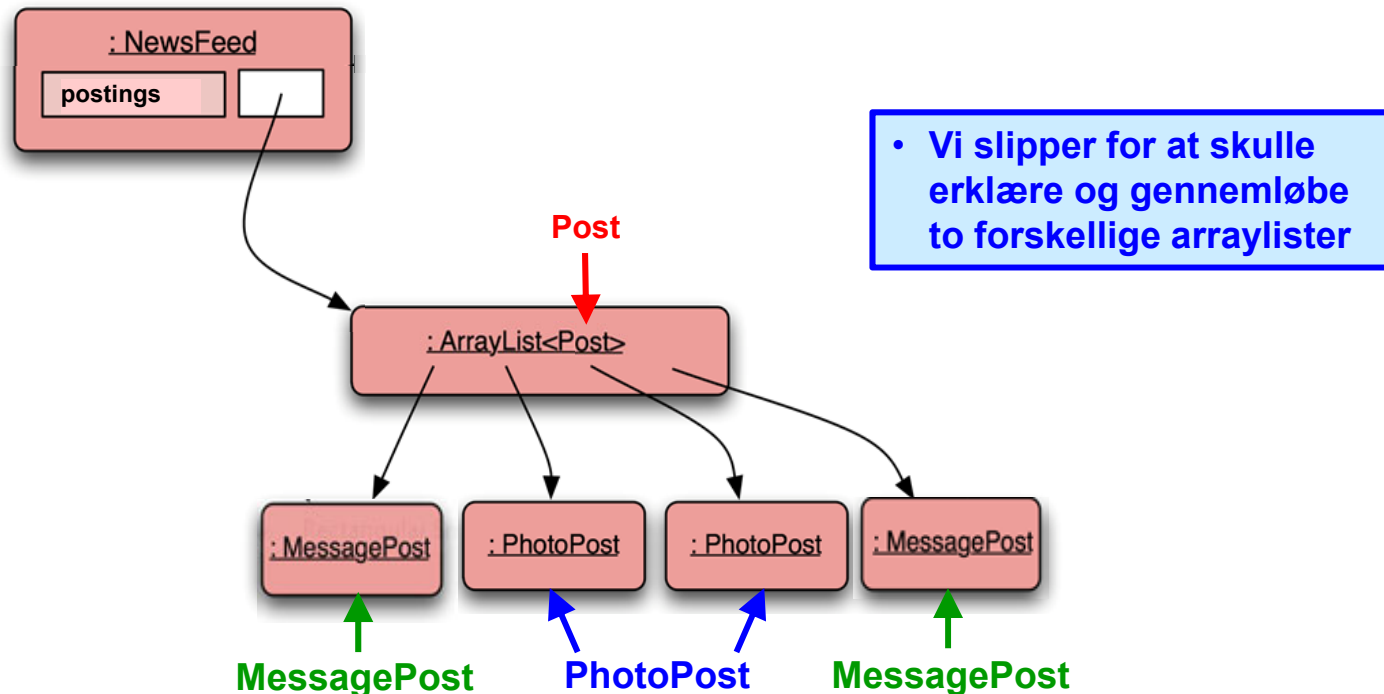 : NewsFeed
postings
• Vi slipper for at skulle
erklære og gennemløbe
to forskellige arraylister
Post
: ArrayList<Post>
: MessagePost
: PhotoPost
: PhotoPost
: MessagePost
MessagePost
PhotoPost
MessagePost